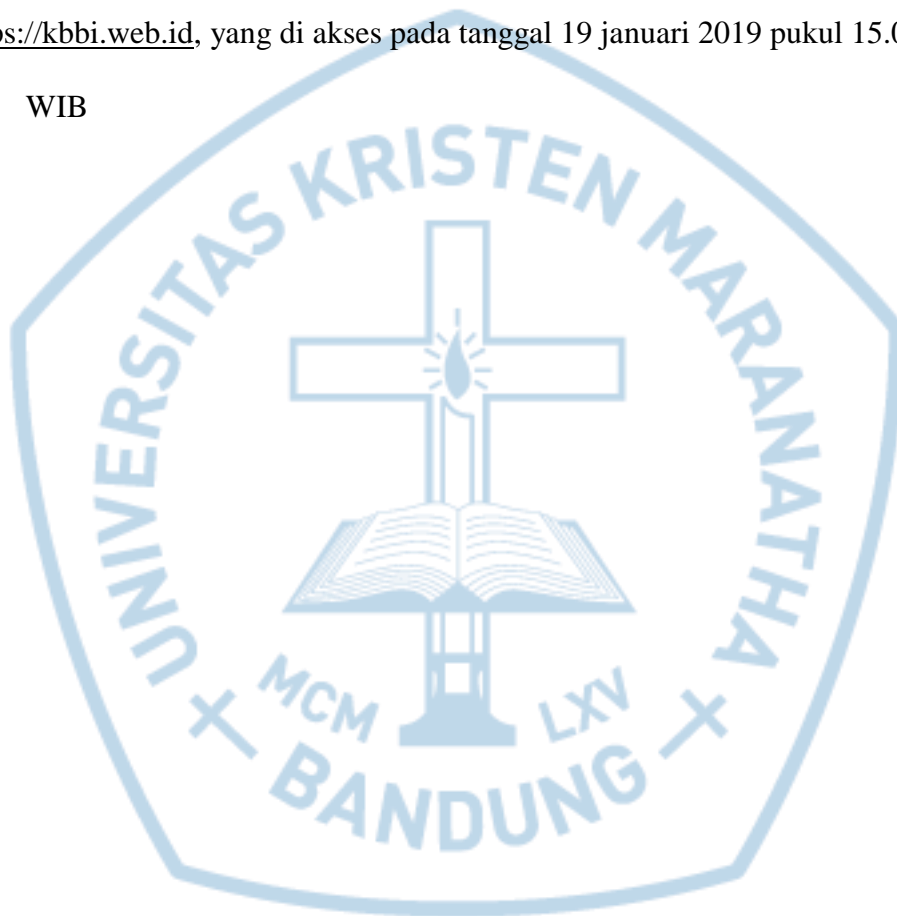 ps://kbbi.web.id, yang di akses pada tanggal 19 januari 2019 pukul 15.0
WIB
UNIVERSITAS KRISTEN MARANATHA
MCM LXV
BANDUNG